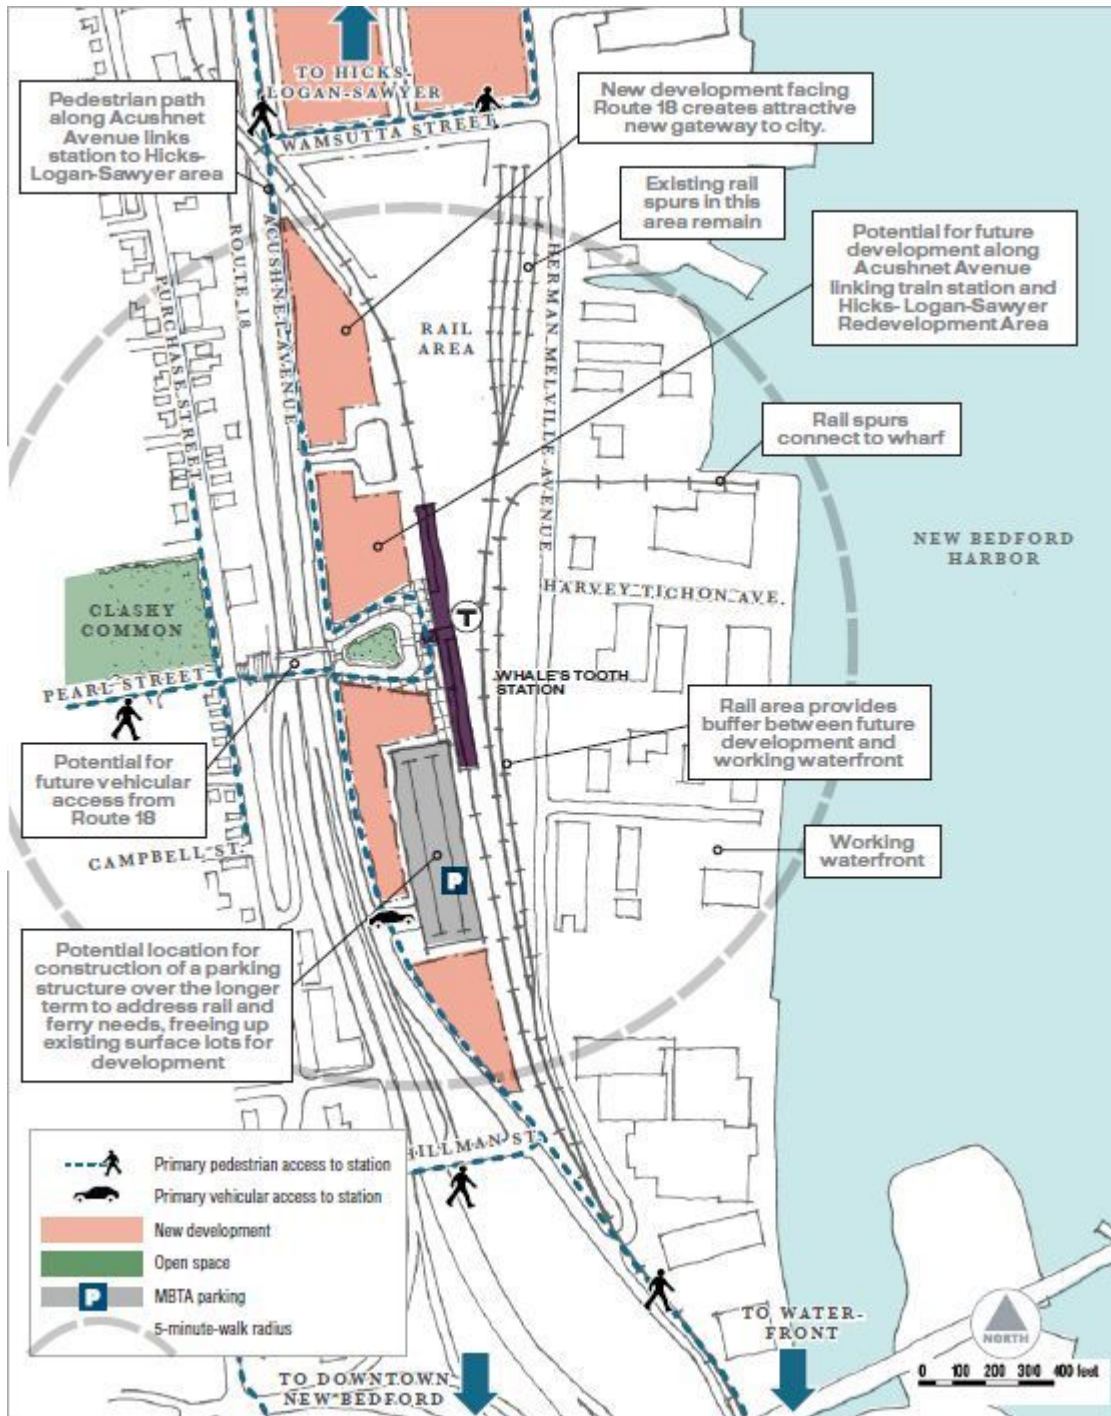 TO HICKS-
LOGAN-SAWYER
Pedestrian path
along Acushnet
Avenue links
station to Hicks-
Logan-Sawyer area
New development facing
Route 18 creates attractive
new gateway to city.
WAMSUTTA STREET
Existing rail
spurs in this
area remain
Potential for future
development along
Acushnet Avenue
linking train station and
Hicks- Logan-Sawyer
Redevelopment Area
ROUTE 18
ACUSHNET AVENUE
PURCHASE STREET
HERMAN MELVILLE AVENUE
RAIL
AREA
Rail spurs
connect to wharf
NEW BEDFORD
HARBOR
HARVEY TICHON AVE.
CLASKY
COMMON
T
PEARL STREET
WHALE'S TOOTH
STATION
Rail area provides
buffer between future
development and
working waterfront
Potential for
future vehicular
access from
Route 18
CAMPBELL ST.
Working
waterfront
P
Potential location for
construction of a parking
structure over the longer
term to address rail and
ferry needs, freeing up
existing surface lots for
development
HILLMAN ST.
Primary pedestrian access to station
Primary vehicular access to station
New development
Open space
P
MBTA parking
5-minute-walk radius
TO WATER-
FRONT
NORTH
0 100 200 300 400 feet
TO DOWNTOWN
NEW BEDFORD